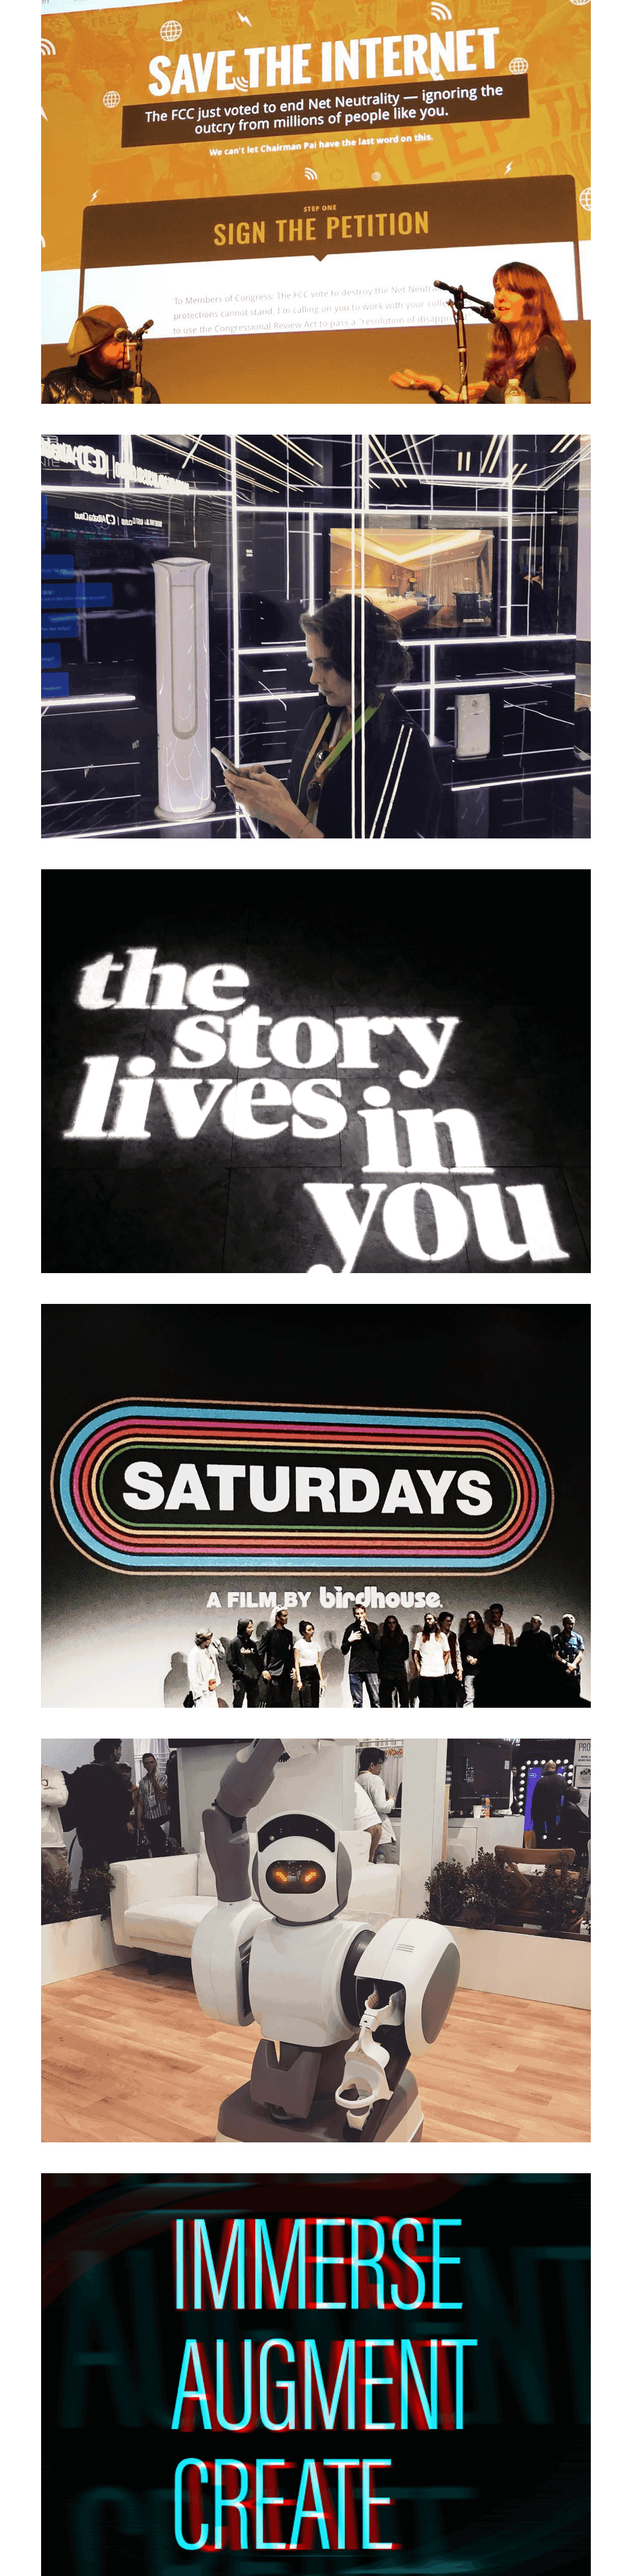 SAVE THE INTERNET
The FCC just voted to end Net Neutrality — ignoring the
outcry from millions of people like you.
We can't let Chairman Pai have the last word on this.
STEP ONE
SIGN THE PETITION
To Members of Congress: The FCC vote to destroy the Net
protections cannot stand. I'm calling on you to work with your
to use the Congressional Review Act to pass a "resolution of
Alibaba Cloud
the
story
lives in
you
SATURDAYS
A FILM BY birdhouse
PRO
IMMERSE
AUGMENT
CREATE